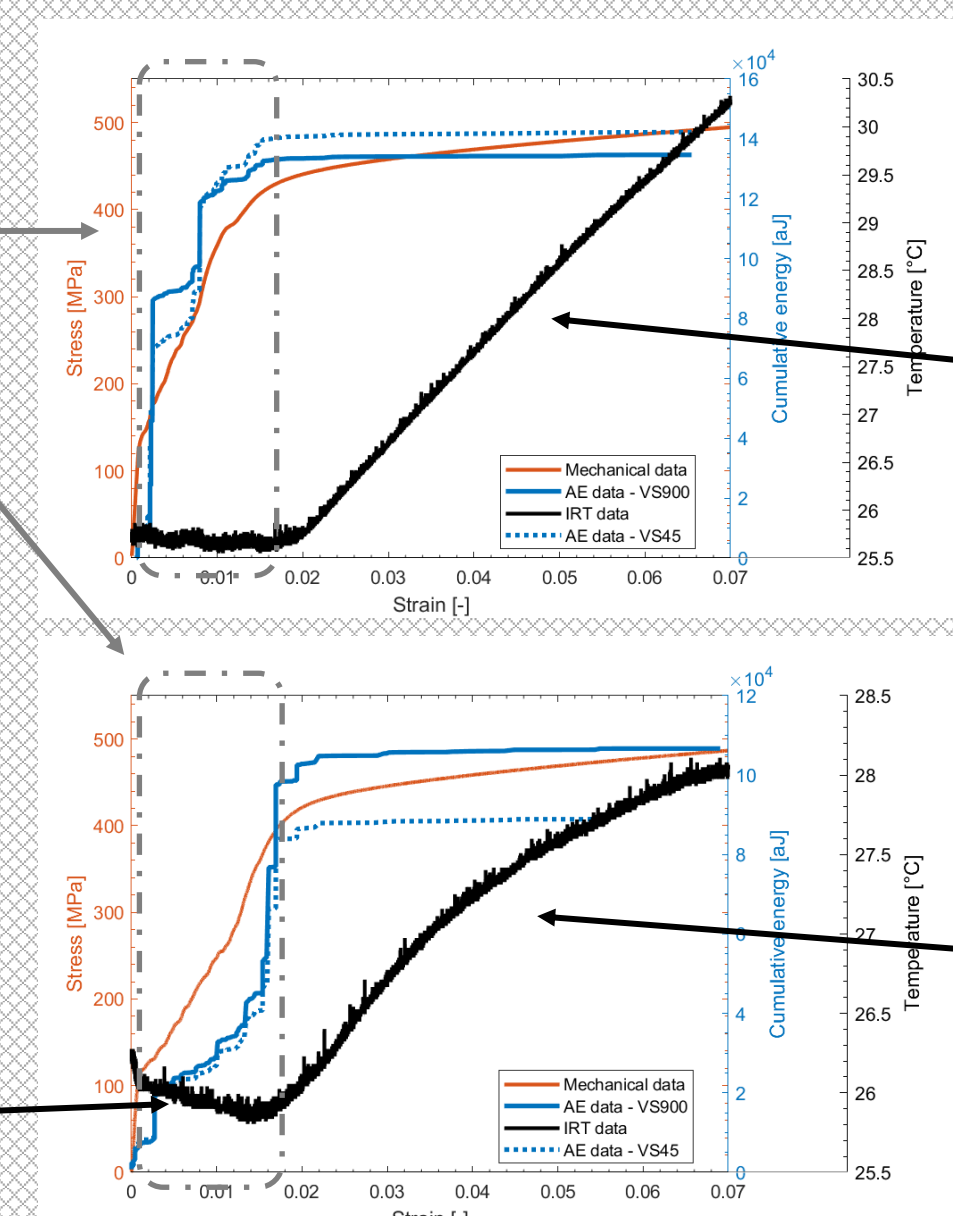 ×10⁴
16
14
12
10
8
6
4
2
0
30.5
30
29.5
29
28.5
28
27.5
27
26.5
26
25.5
500
400
300
200
100
0
Stress [MPa]
Cumulative energy [aJ]
Temperature [°C]
Mechanical data
AE data - VS900
IRT data
AE data - VS45
0 0.01 0.02 0.03 0.04 0.05 0.06 0.07
Strain [-]
×10⁴
12
10
8
6
4
2
0
28.5
28
27.5
27
26.5
26
25.5
500
400
300
200
100
0
Stress [MPa]
Cumulative energy [aJ]
Temperature [°C]
Mechanical data
AE data - VS900
IRT data
AE data - VS45
0 0.01 0.02 0.03 0.04 0.05 0.06 0.07
Strain [-]